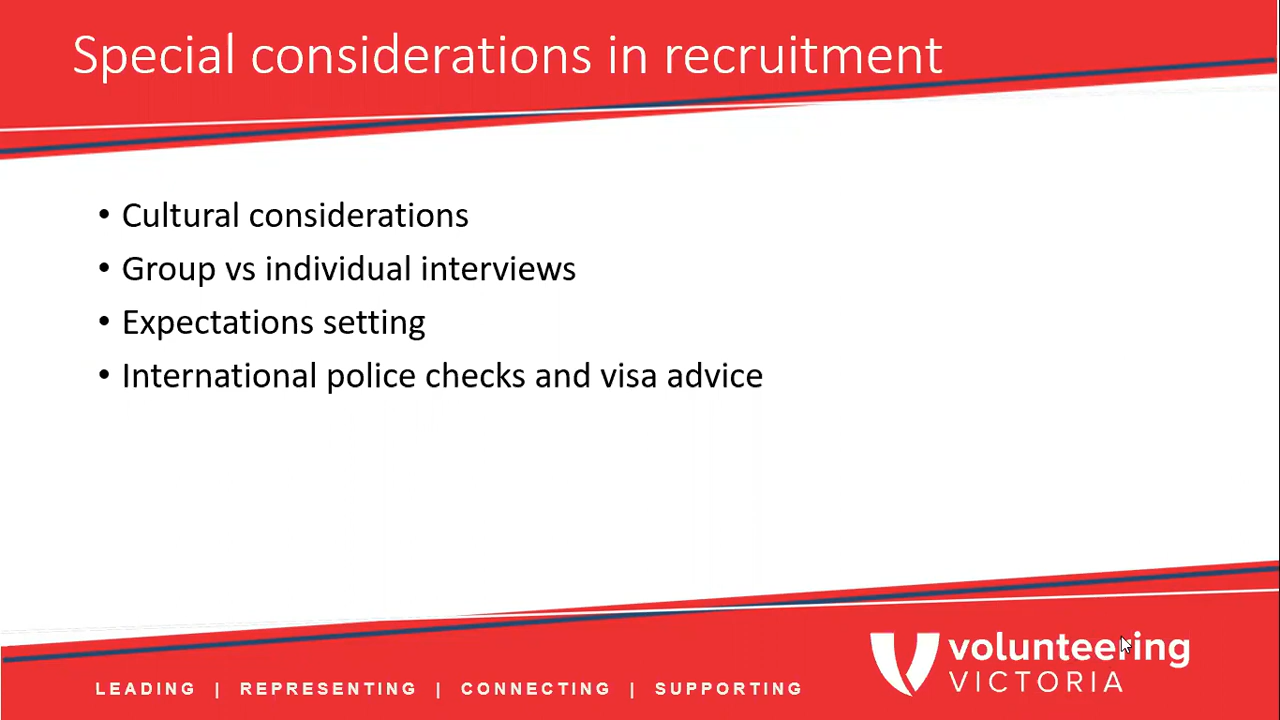 Special considerations in recruitment
• Cultural considerations
• Group vs individual interviews
• Expectations setting
• International police checks and visa advice
LEADING | REPRESENTING | CONNECTING | SUPPORTING
volunteering
VICTORIA